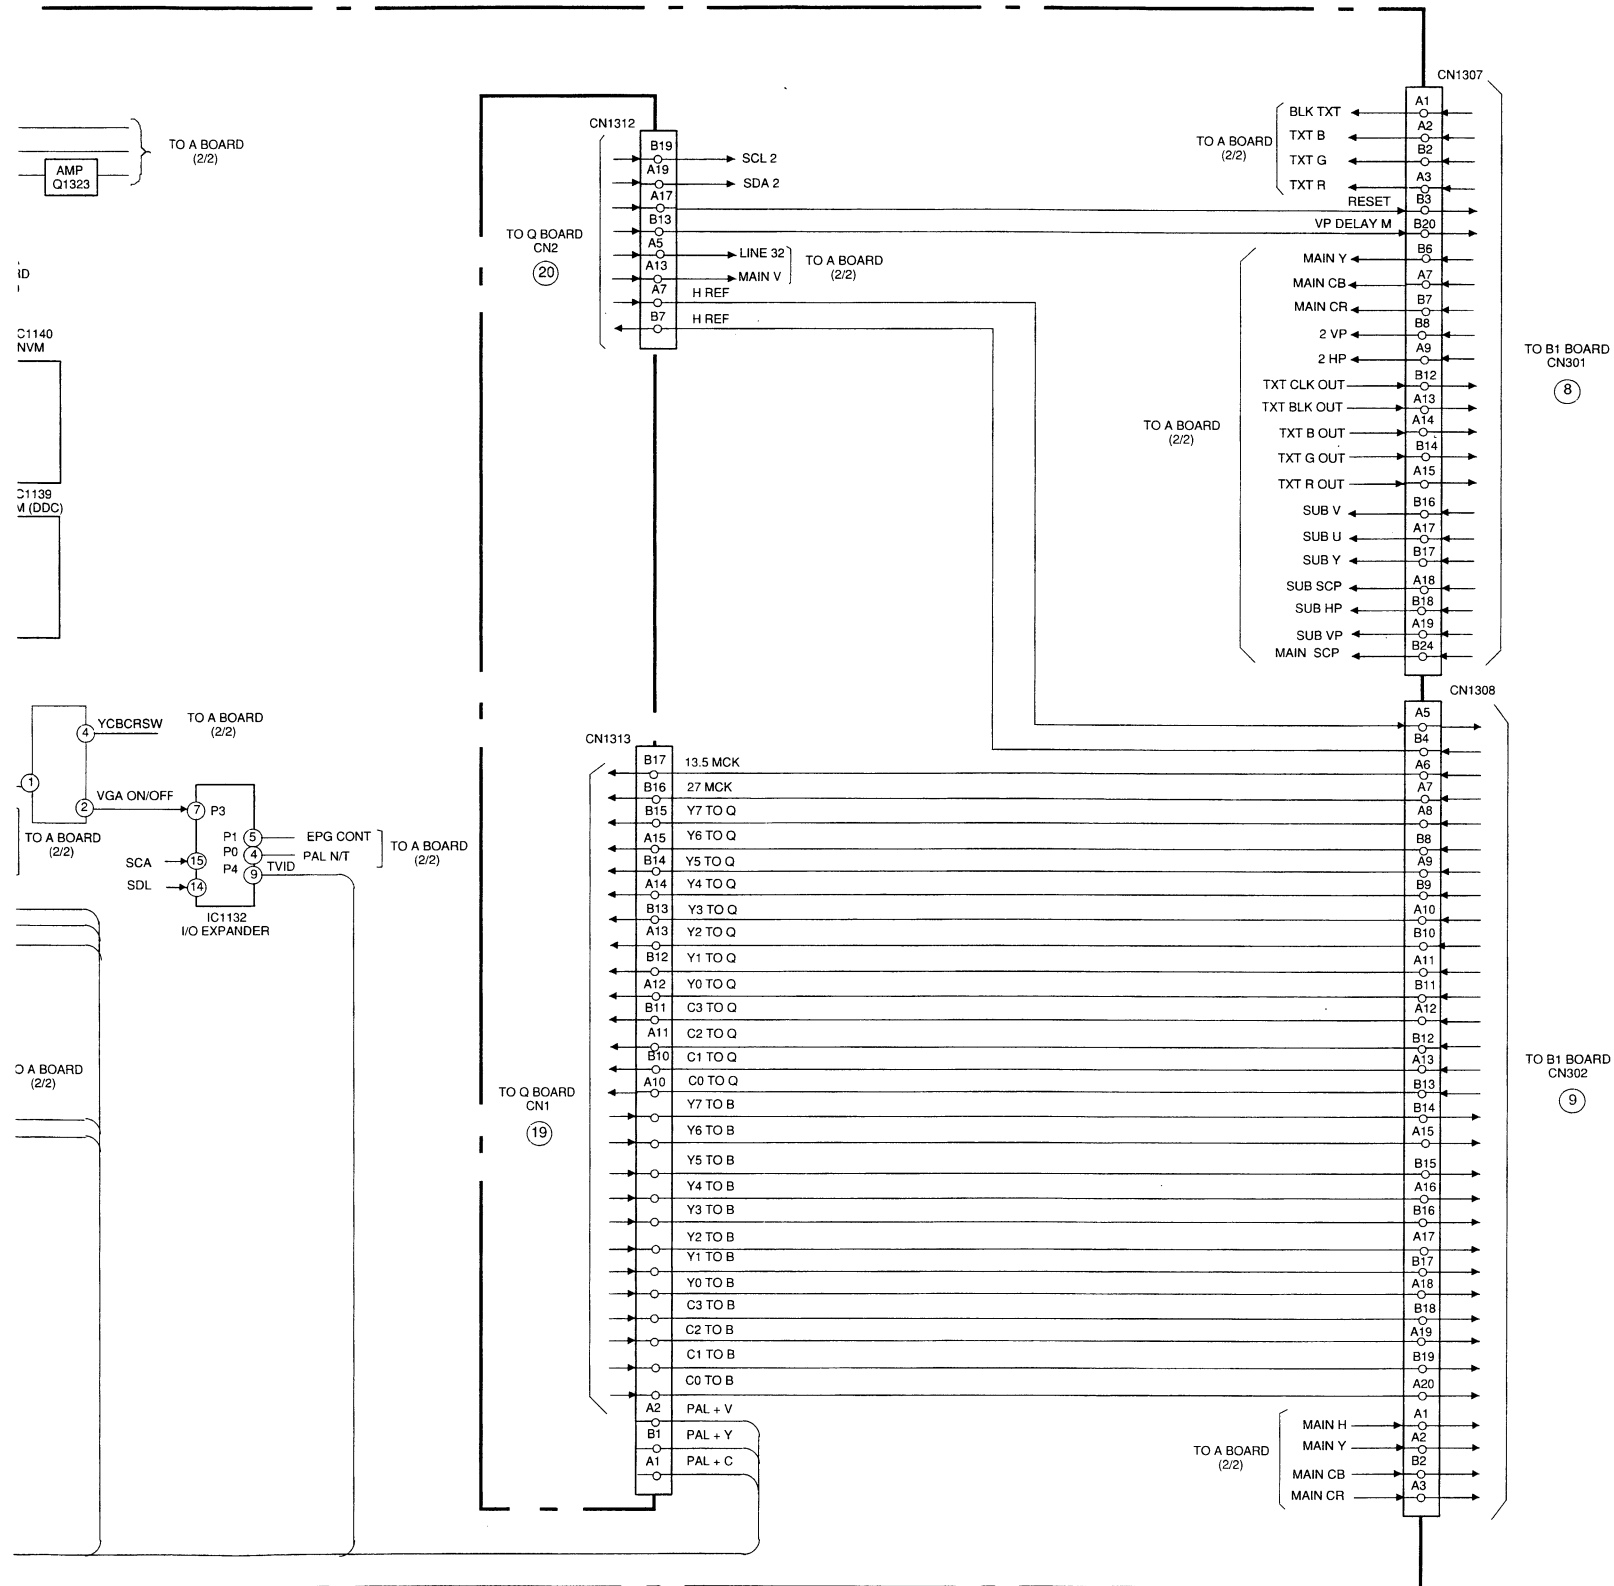 TO A BOARD
(2/2)
AMP
Q1323
C1140
NVM
C1139
M (DDC)
4
YCBCRSW
TO A BOARD
(2/2)
1
2
VGA ON/OFF
7
P3
P1
5
EPG CONT
P0
4
PAL N/T
P4
9
TVID
TO A BOARD
(2/2)
SCA
15
SDL
14
IC1132
I/O EXPANDER
TO A BOARD
(2/2)
O A BOARD
(2/2)
CN1312
B19
SCL 2
A19
SDA 2
A17
B13
A5
LINE 32
A13
MAIN V
TO A BOARD
(2/2)
A7
H REF
B7
H REF
TO Q BOARD
CN2
20
CN1313
B17
13.5 MCK
B16
27 MCK
B15
Y7 TO Q
A15
Y6 TO Q
B14
Y5 TO Q
A14
Y4 TO Q
B13
Y3 TO Q
A13
Y2 TO Q
B12
Y1 TO Q
A12
Y0 TO Q
B11
C3 TO Q
A11
C2 TO Q
B10
C1 TO Q
A10
C0 TO Q
Y7 TO B
Y6 TO B
Y5 TO B
Y4 TO B
Y3 TO B
Y2 TO B
Y1 TO B
Y0 TO B
C3 TO B
C2 TO B
C1 TO B
C0 TO B
A2
PAL + V
B1
PAL + Y
A1
PAL + C
TO Q BOARD
CN1
19
CN1307
TO A BOARD
(2/2)
BLK TXT
A1
TXT B
A2
TXT G
B2
TXT R
A3
RESET
B3
VP DELAY M
B20
MAIN Y
B6
MAIN CB
A7
MAIN CR
B7
2 VP
B8
2 HP
A9
TXT CLK OUT
B12
TXT BLK OUT
A13
TXT B OUT
A14
TXT G OUT
B14
TXT R OUT
A15
SUB V
B16
SUB U
A17
SUB Y
B17
SUB SCP
A18
SUB HP
B18
SUB VP
A19
MAIN SCP
B24
TO A BOARD
(2/2)
TO B1 BOARD
CN301
8
CN1308
A5
B4
A6
A7
A8
B8
A9
B9
A10
B10
A11
B11
A12
B12
A13
B13
B14
A15
B15
A16
B16
A17
B17
A18
B18
A19
B19
A20
MAIN H
A1
MAIN Y
A2
MAIN CB
B2
MAIN CR
A3
TO A BOARD
(2/2)
TO B1 BOARD
CN302
9